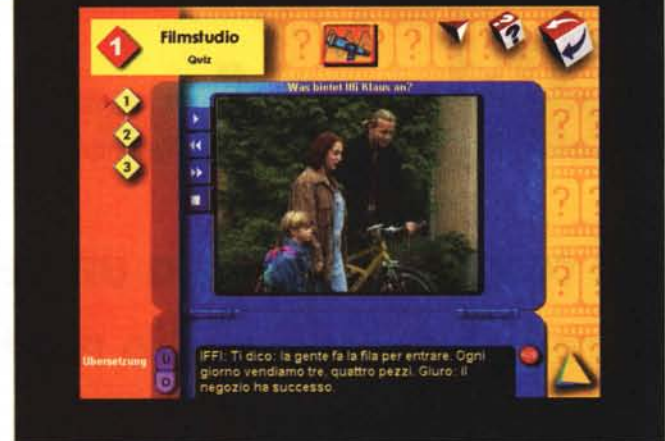 1
Filmstudio
Quiz
Was bietet Iffi Klaus an?
1
2
3
Übersetzung
U
O
IFFI: Ti dico: la gente fa la fila per entrare. Ogni
giorno vendiamo tre, quattro pezzi. Giuro: il
negozio ha successo.